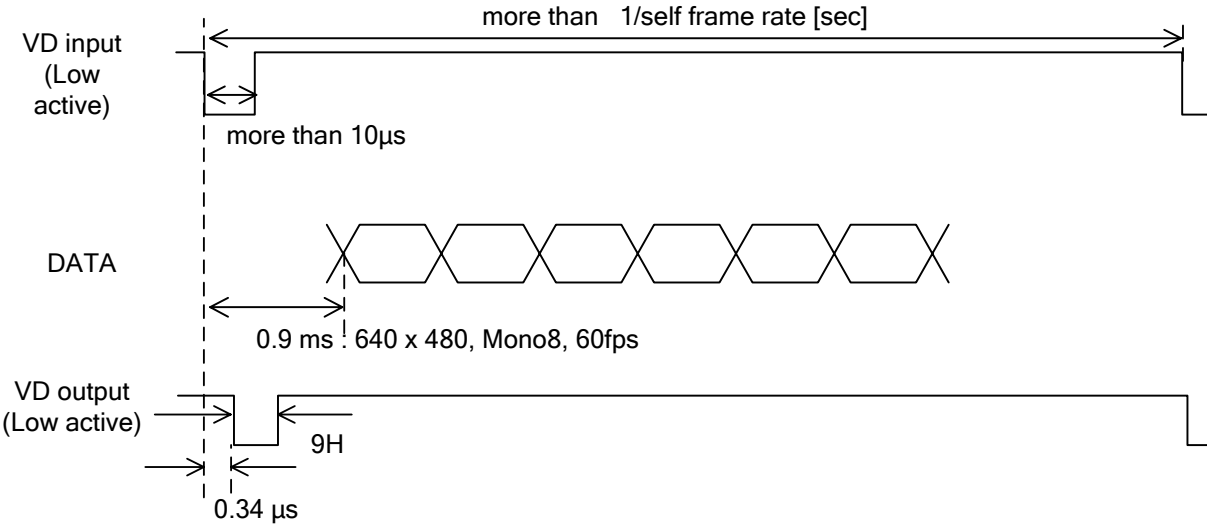 more than 1/self frame rate [sec]
VD input
(Low
active)
more than 10µs
DATA
0.9 ms : 640 x 480, Mono8, 60fps
VD output
(Low active)
9H
0.34 µs